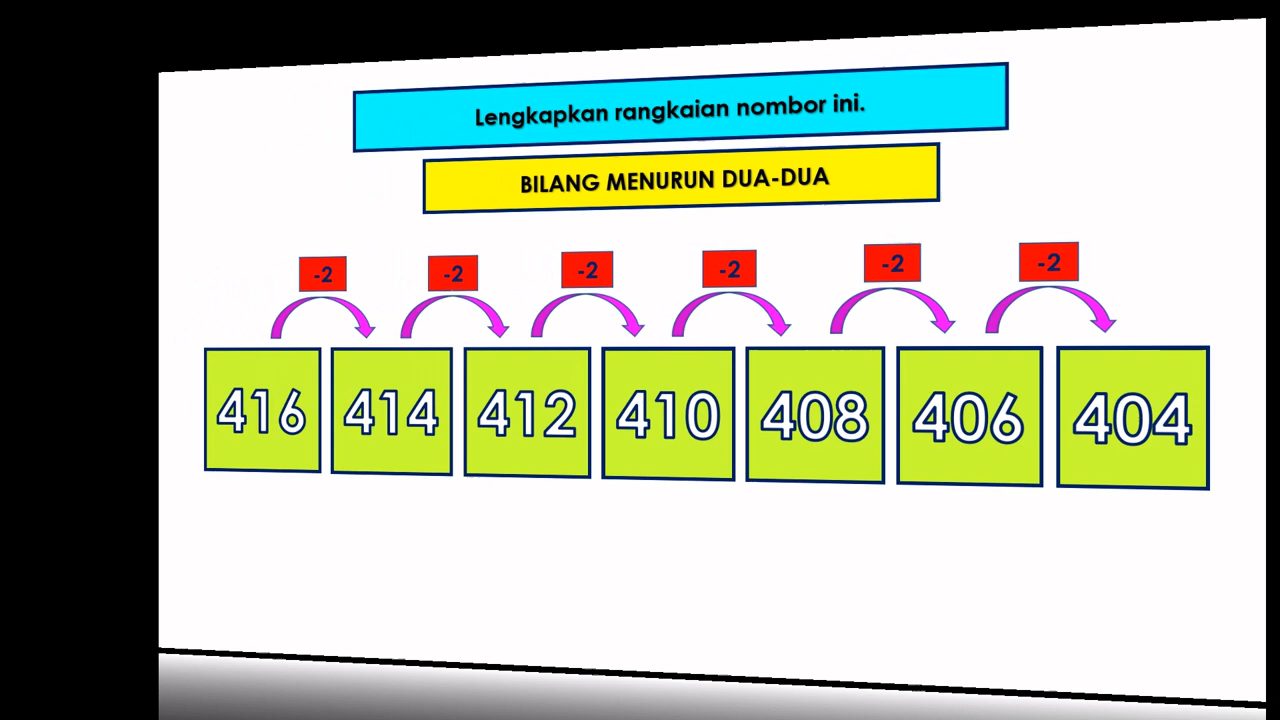 Lengkapkan rangkaian nombor ini.
BILANG MENURUN DUA-DUA
-2 -2 -2 -2 -2 -2
416 414 412 410 408 406 404